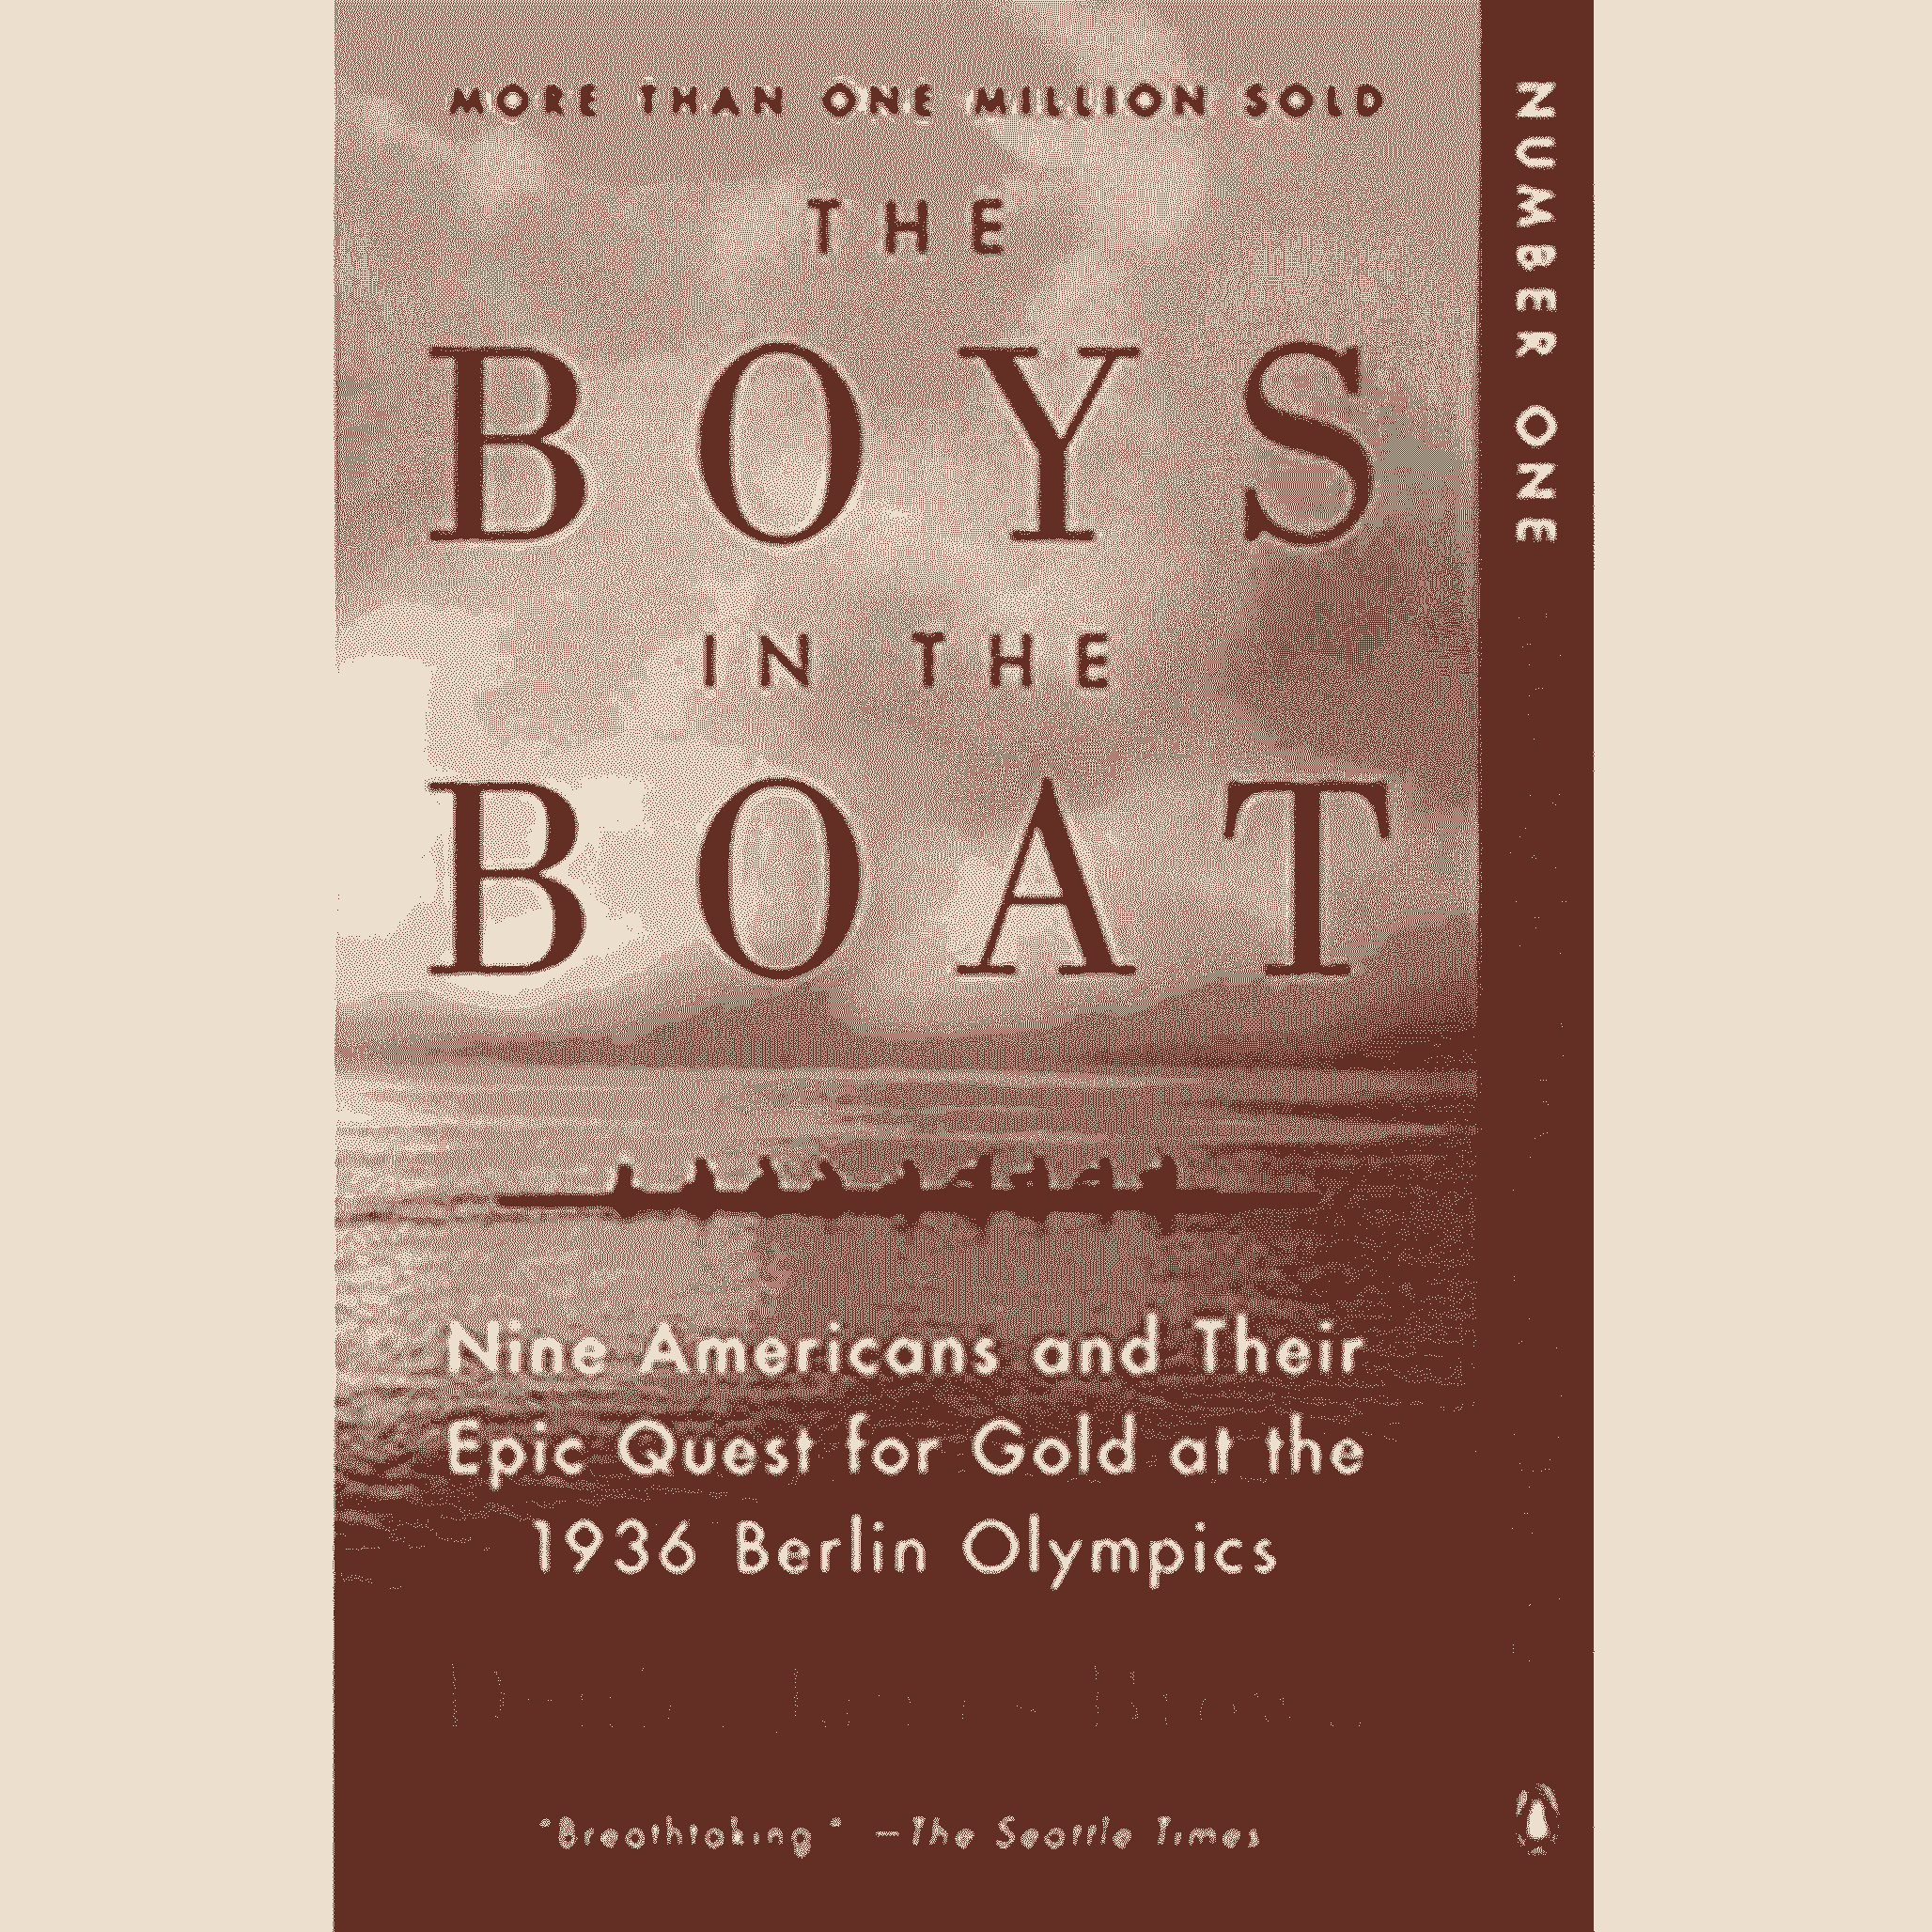 MORE THAN ONE MILLION SOLD
THE
BOYS
IN THE
BOAT
Nine Americans and Their
Epic Quest for Gold at the
1936 Berlin Olympics
"Breathtaking." —The Seattle Times
NUMBER ONE